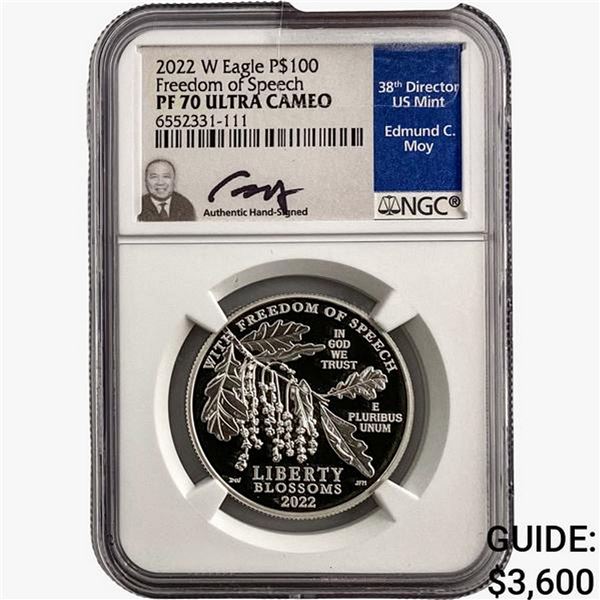 2022 W Eagle P$100
Freedom of Speech
PF 70 ULTRA CAMEO
6552331-111
Authentic Hand-Signed
38th Director
US Mint
Edmund C.
Moy
NGC®
WITH FREEDOM OF SPEECH
IN
GOD
WE
TRUST
E
PLURIBUS
UNUM
LIBERTY
BLOSSOMS
2022
JFM
GUIDE:
$3,600